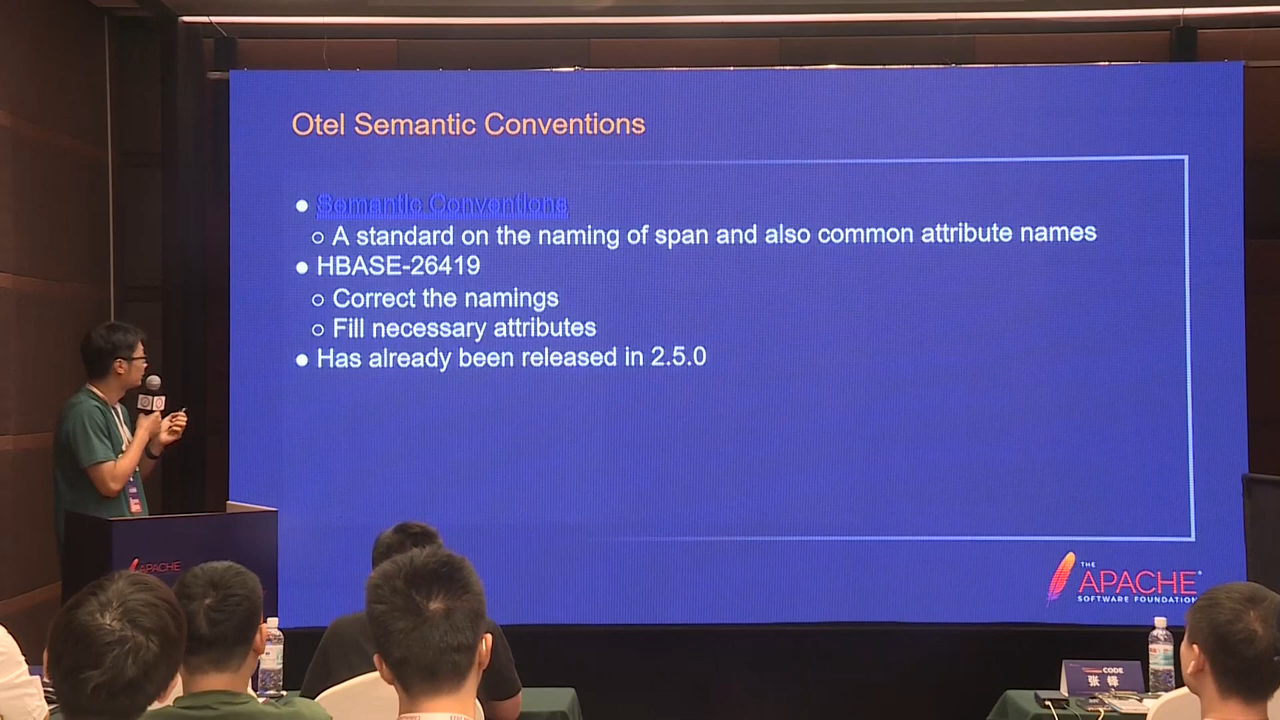 Otel Semantic Conventions
● Semantic Conventions
○ A standard on the naming of span and also common attribute names
● HBASE-26419
○ Correct the namings
○ Fill necessary attributes
● Has already been released in 2.5.0
THE
APACHE
SOFTWARE FOUNDATION
APACHE
CODE
张 铎